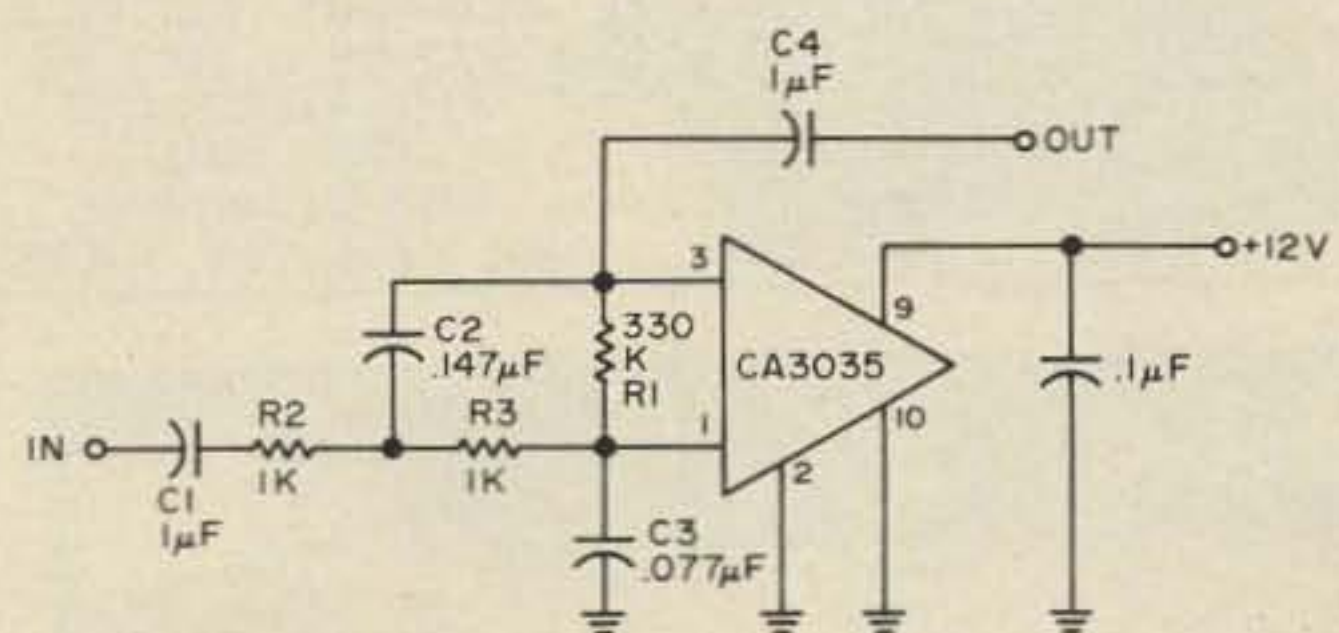 C4
1μF
OUT
+12V
3
9
C2
.147μF
330
K
R1
CA3035
.1μF
R2
R3
1
10
IN
1K
1K
2
C1
1μF
C3
.077μF